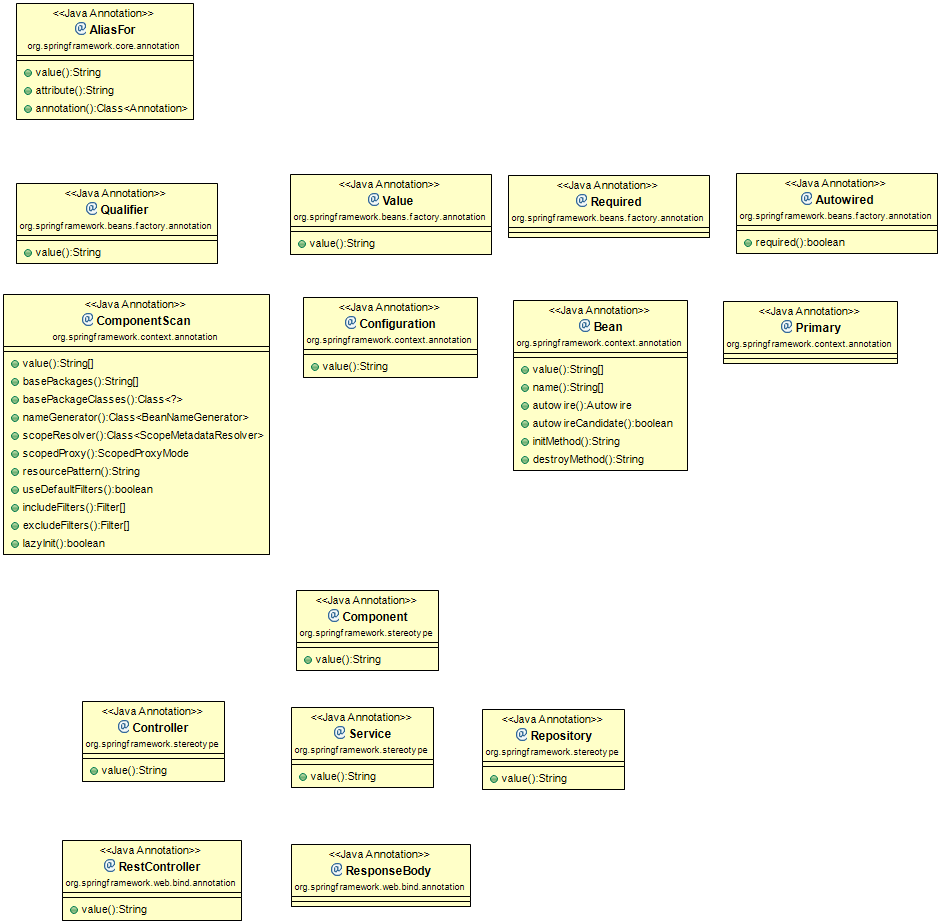 <<Java Annotation>>
@ AliasFor
org.springframework.core.annotation
value():String
attribute():String
annotation():Class<Annotation>
<<Java Annotation>>
@ Qualifier
org.springframework.beans.factory.annotation
value():String
<<Java Annotation>>
@ Value
org.springframework.beans.factory.annotation
value():String
<<Java Annotation>>
@ Required
org.springframework.beans.factory.annotation
<<Java Annotation>>
@ Autowired
org.springframework.beans.factory.annotation
required():boolean
<<Java Annotation>>
@ ComponentScan
org.springframework.context.annotation
value():String[]
basePackages():String[]
basePackageClasses():Class<?>
nameGenerator():Class<BeanNameGenerator>
scopeResolver():Class<ScopeMetadataResolver>
scopedProxy():ScopedProxyMode
resourcePattern():String
useDefaultFilters():boolean
includeFilters():Filter[]
excludeFilters():Filter[]
lazyInit():boolean
<<Java Annotation>>
@ Configuration
org.springframework.context.annotation
value():String
<<Java Annotation>>
@ Bean
org.springframework.context.annotation
value():String[]
name():String[]
autowire():Autowire
autowireCandidate():boolean
initMethod():String
destroyMethod():String
<<Java Annotation>>
@ Primary
org.springframework.context.annotation
<<Java Annotation>>
@ Component
org.springframework.stereotype
value():String
<<Java Annotation>>
@ Controller
org.springframework.stereotype
value():String
<<Java Annotation>>
@ Service
org.springframework.stereotype
value():String
<<Java Annotation>>
@ Repository
org.springframework.stereotype
value():String
<<Java Annotation>>
@ RestController
org.springframework.web.bind.annotation
value():String
<<Java Annotation>>
@ ResponseBody
org.springframework.web.bind.annotation